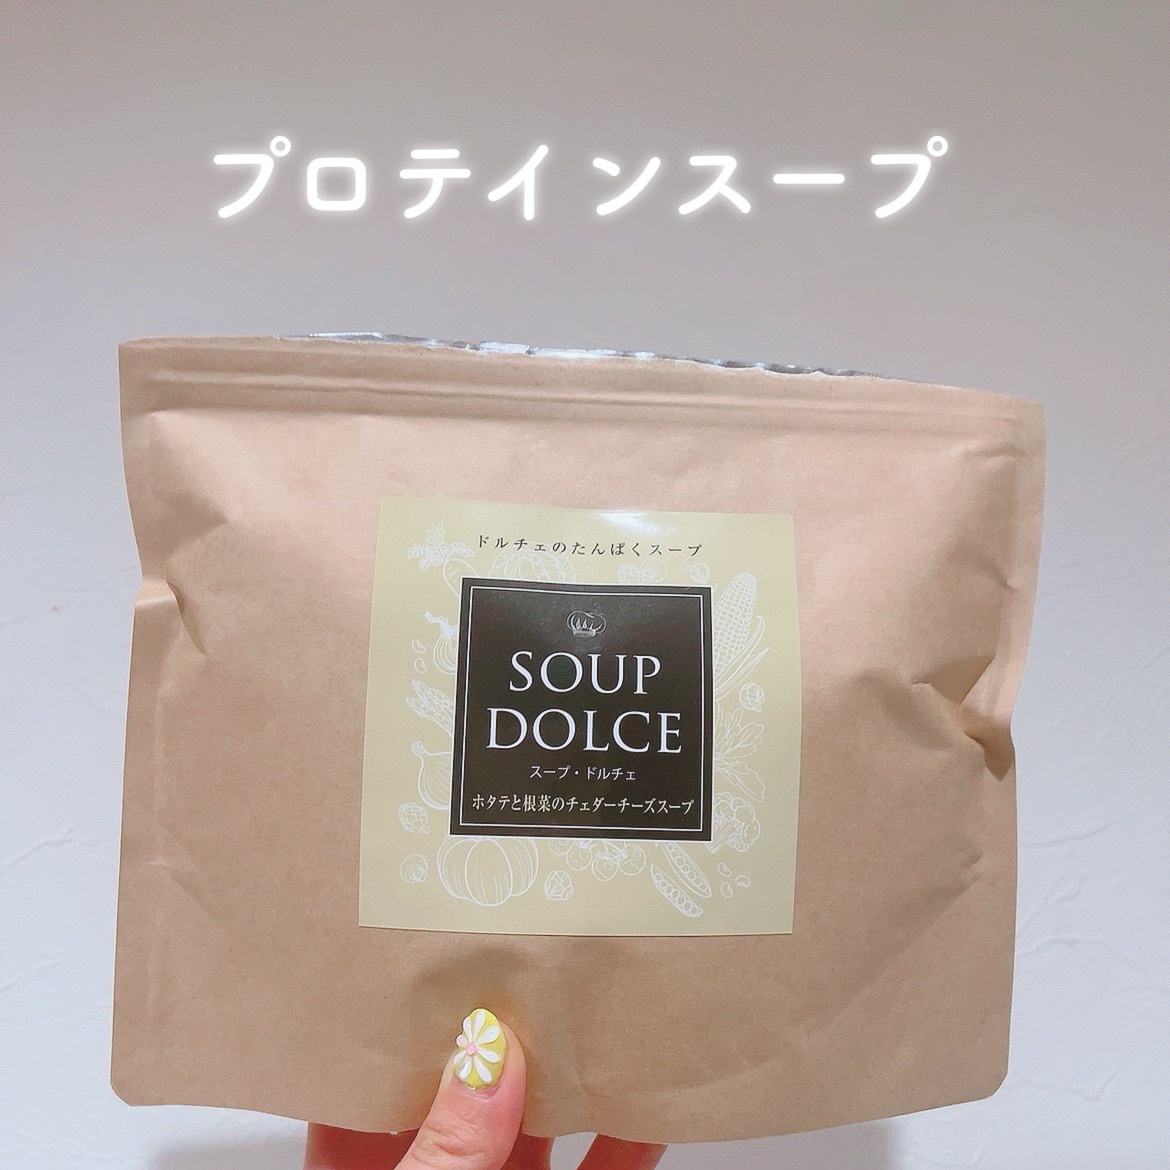 プロテインスープ
ドルチェのたんぱくスープ
SOUP
DOLCE
スープ・ドルチェ
ホタテと根菜のチェダーチーズスープ